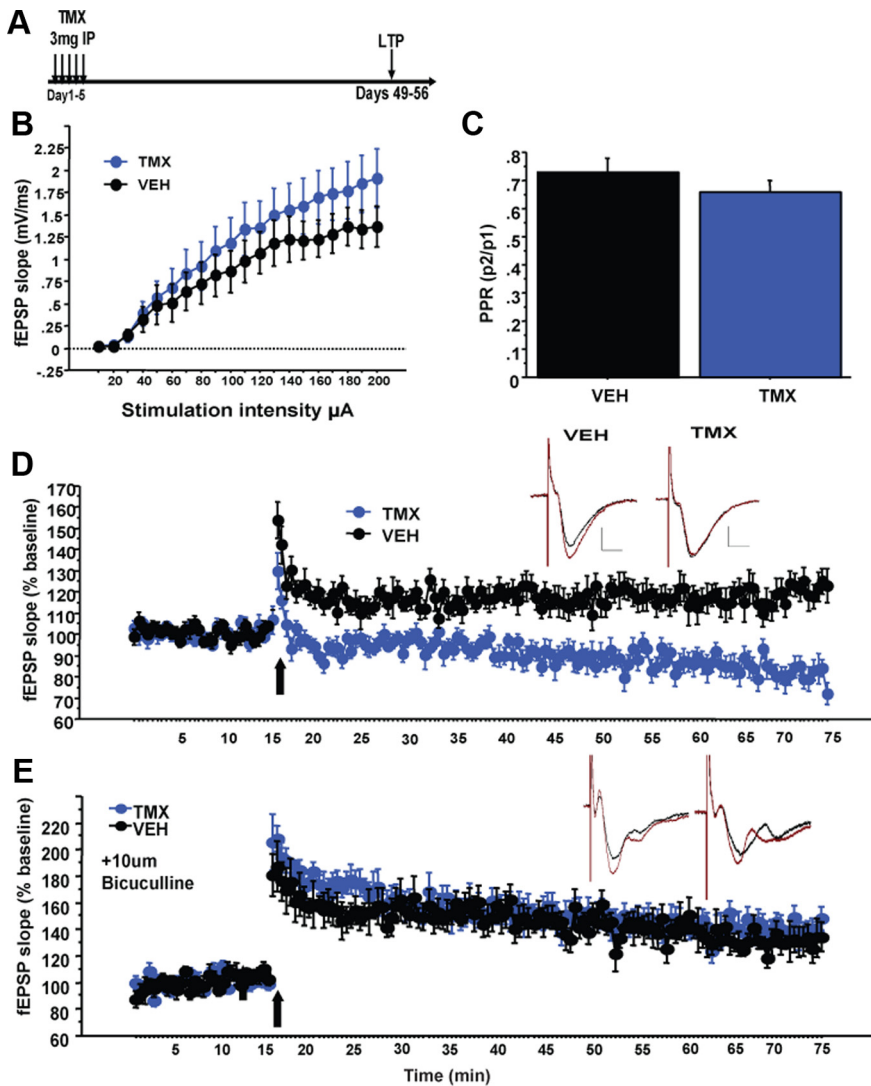 A
TMX
3mg IP
Day1-5
LTP
Days 49-56
B
fEPSP slope (mV/ms)
2.25
2
1.75
1.5
1.25
1
.75
.5
.25
0
-.25
TMX
VEH
20 40 60 80 100 120 140 160 180 200
Stimulation intensity µA
C
PPR (p2/p1)
.8
.7
.6
.5
.4
.3
.2
.1
0
VEH TMX
D
fEPSP slope (% baseline)
170
160
150
140
130
120
110
100
90
80
70
60
TMX
VEH
VEH TMX
5 10 15 20 25 30 35 40 45 50 55 60 65 70 75
E
fEPSP slope (% baseline)
220
200
180
160
140
120
100
80
60
TMX
VEH
+10um
Bicuculline
5 10 15 20 25 30 35 40 45 50 55 60 65 70 75
Time (min)